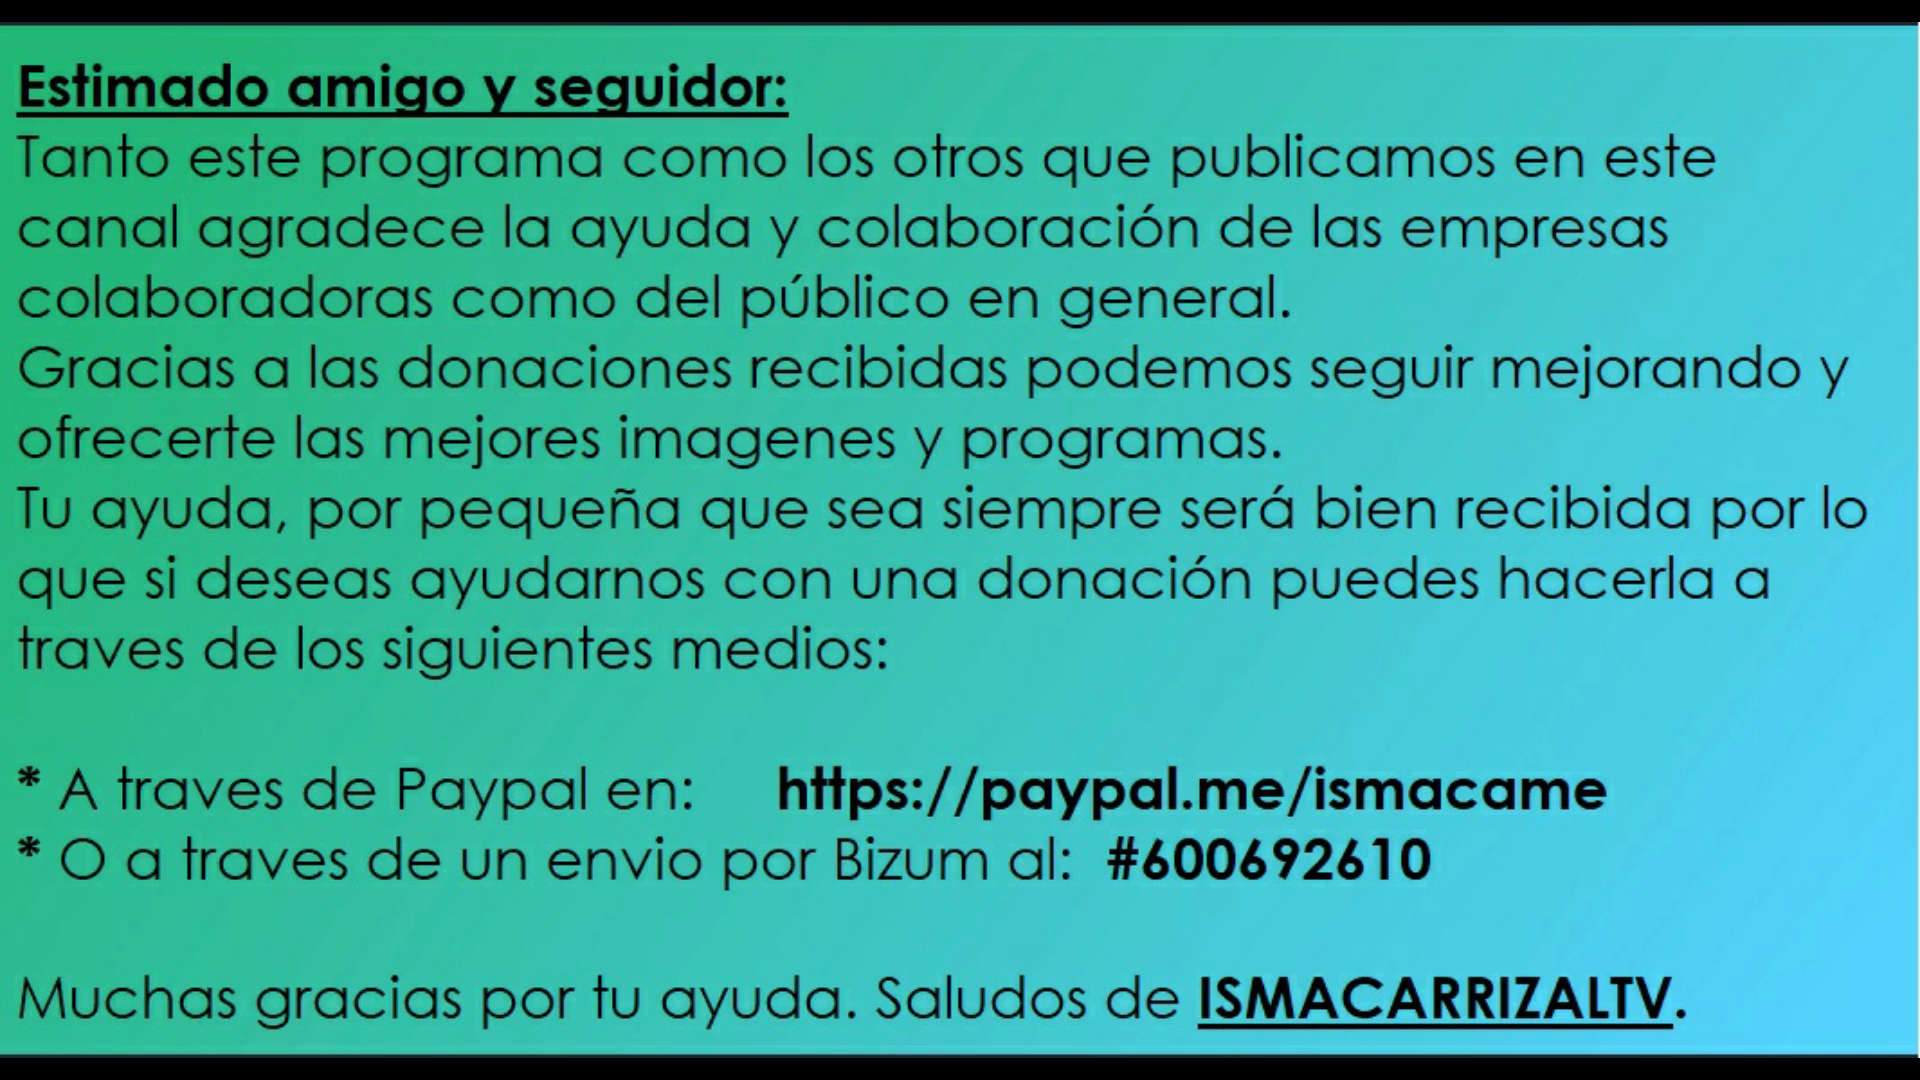 Estimado amigo y seguidor:
Tanto este programa como los otros que publicamos en este
canal agradece la ayuda y colaboración de las empresas
colaboradoras como del público en general.
Gracias a las donaciones recibidas podemos seguir mejorando y
ofrecerte las mejores imagenes y programas.
Tu ayuda, por pequeña que sea siempre será bien recibida por lo
que si deseas ayudarnos con una donación puedes hacerla a
traves de los siguientes medios:
* A traves de Paypal en: https://paypal.me/ismacame
* O a traves de un envio por Bizum al: #600692610
Muchas gracias por tu ayuda. Saludos de ISMACARRIZALTV.